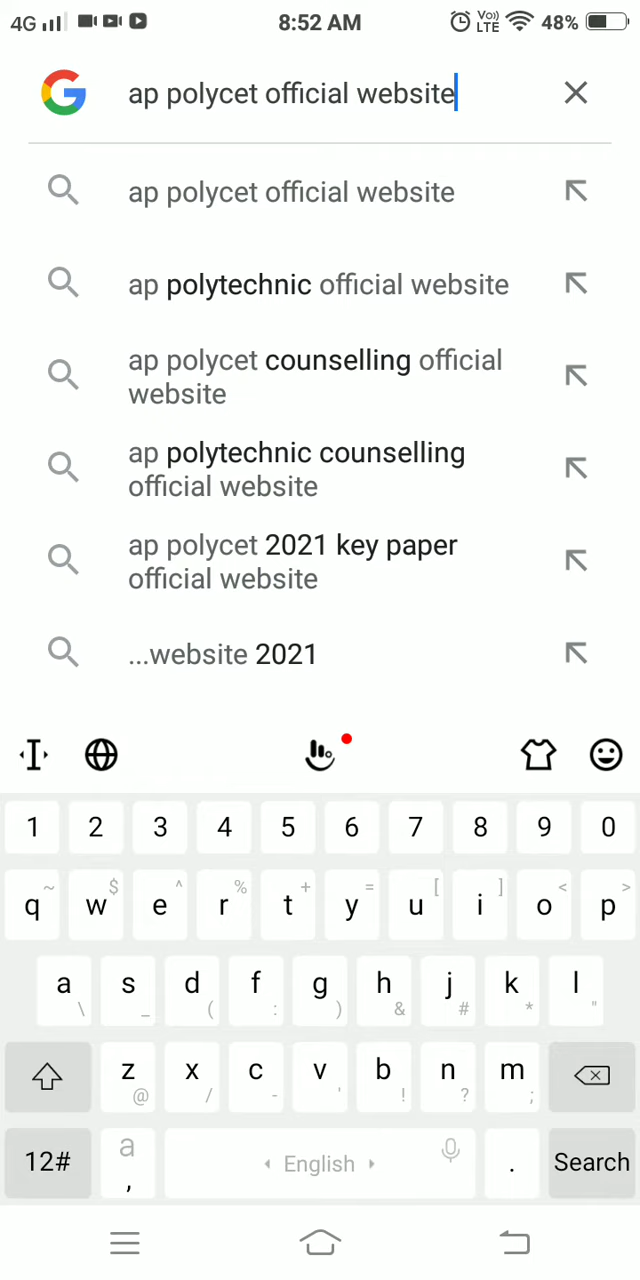 4G 8:52 AM Vo)) LTE 48%
ap polycet official website
ap polycet official website
ap polytechnic official website
ap polycet counselling official
website
ap polytechnic counselling
official website
ap polycet 2021 key paper
official website
...website 2021
1 2 3 4 5 6 7 8 9 0
~ $ ^ % + = [ ] < >
q w e r t y u i o p
a s d f g h j k l
\ _ ( : ) & # * "
z x c v b n m
@ / - ' ! ? ;
12# a , English . Search